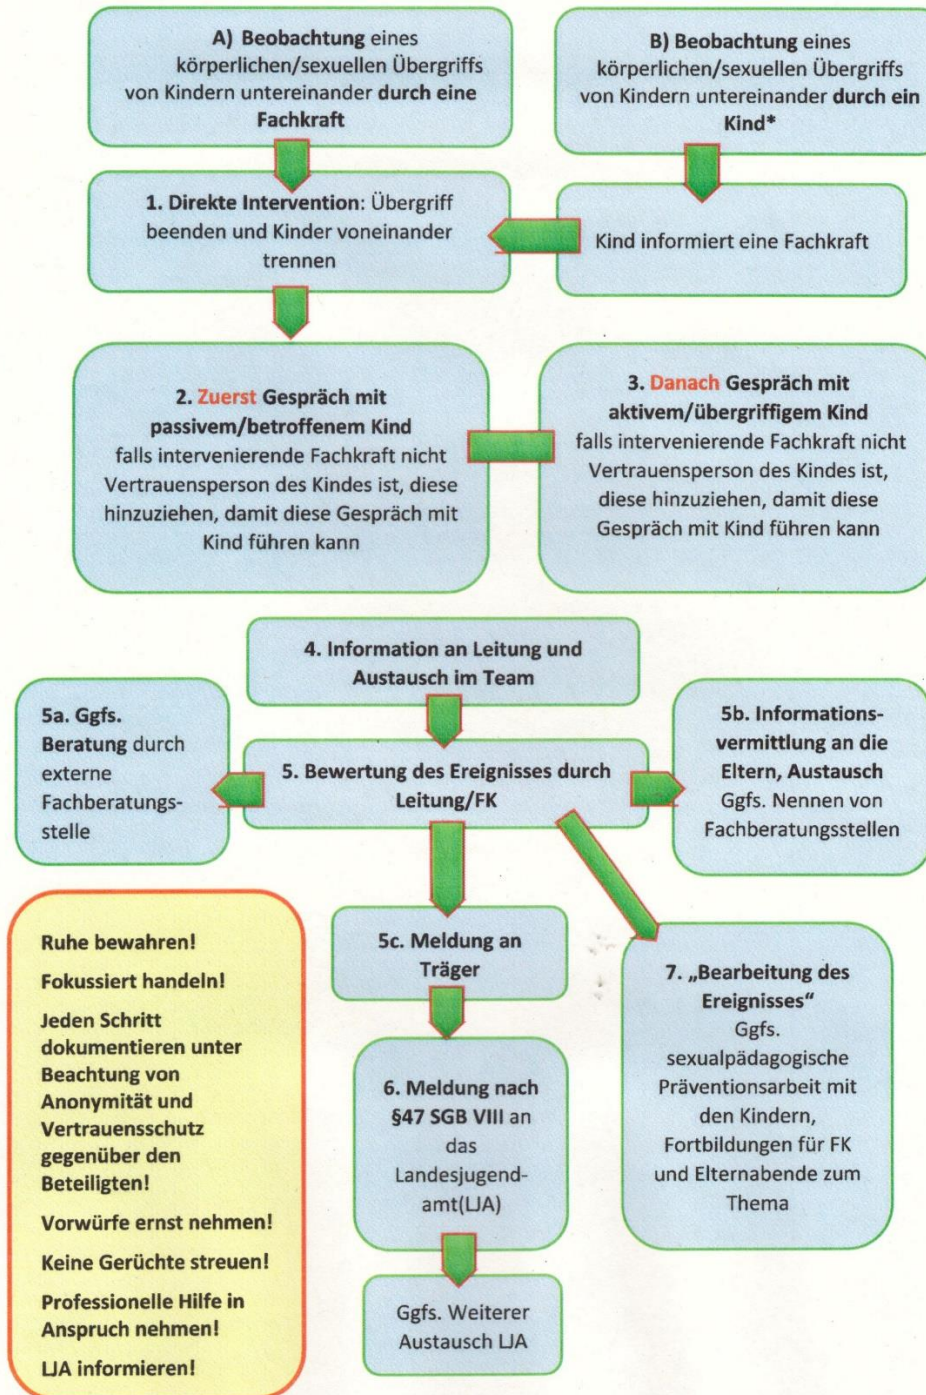 A) Beobachtung eines
körperlichen/sexuellen Übergriffs
von Kindern untereinander durch eine
Fachkraft
B) Beobachtung eines
körperlichen/sexuellen Übergriffs
von Kindern untereinander durch ein
Kind*
1. Direkte Intervention: Übergriff
beenden und Kinder voneinander
trennen
Kind informiert eine Fachkraft
2. Zuerst Gespräch mit
passivem/betroffenem Kind
falls intervenierende Fachkraft nicht
Vertrauensperson des Kindes ist, diese
hinzuziehen, damit diese Gespräch mit
Kind führen kann
3. Danach Gespräch mit
aktivem/übergriffigem Kind
falls intervenierende Fachkraft nicht
Vertrauensperson des Kindes ist,
diese hinzuziehen, damit diese
Gespräch mit Kind führen kann
4. Information an Leitung und
Austausch im Team
5a. Ggfs.
Beratung durch
externe
Fachberatungs-
stelle
5. Bewertung des Ereignisses durch
Leitung/FK
5b. Informations-
vermittlung an die
Eltern, Austausch
Ggfs. Nennen von
Fachberatungsstellen
Ruhe bewahren!
Fokussiert handeln!
Jeden Schritt
dokumentieren unter
Beachtung von
Anonymität und
Vertrauensschutz
gegenüber den
Beteiligten!
Vorwürfe ernst nehmen!
Keine Gerüchte streuen!
Professionelle Hilfe in
Anspruch nehmen!
LJA informieren!
5c. Meldung an
Träger
6. Meldung nach
§47 SGB VIII an
das
Landesjugend-
amt(LJA)
Ggfs. Weiterer
Austausch LJA
7. „Bearbeitung des
Ereignisses“
Ggfs.
sexualpädagogische
Präventionsarbeit mit
den Kindern,
Fortbildungen für FK
und Elternabende zum
Thema